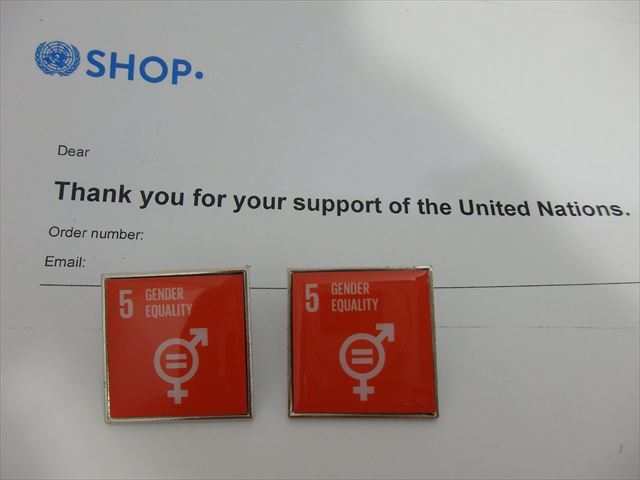 SHOP.
Dear
Thank you for your support of the United Nations.
Order number:
Email:
5 GENDER
EQUALITY
5 GENDER
EQUALITY